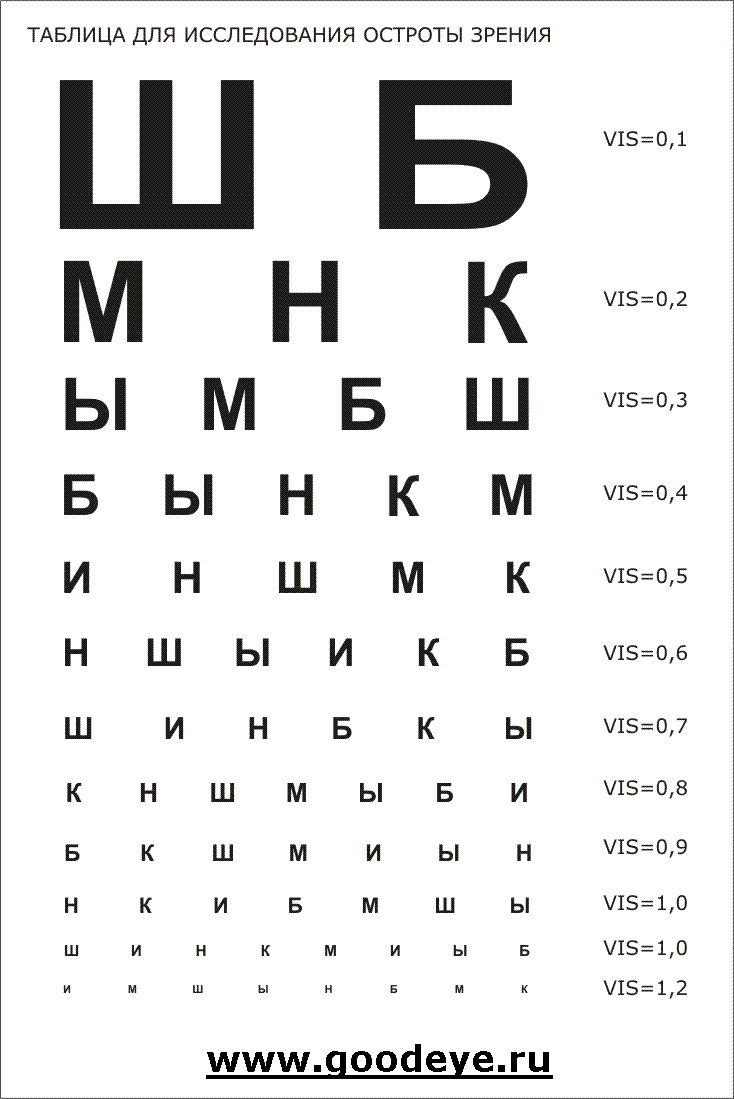 ТАБЛИЦА ДЛЯ ИССЛЕДОВАНИЯ ОСТРОТЫ ЗРЕНИЯ
Ш Б VIS=0,1
М Н К VIS=0,2
Ы М Б Ш VIS=0,3
Б Ы Н К М VIS=0,4
И Н Ш М К VIS=0,5
Н Ш Ы И К Б VIS=0,6
Ш И Н Б К Ы VIS=0,7
К Н Ш М Ы Б И VIS=0,8
Б К Ш М И Ы Н VIS=0,9
Н К И Б М Ш Ы VIS=1,0
Ш И Н К М И Ы Б VIS=1,0
И М Ш Ы Н Б М К VIS=1,2
www.goodeye.ru